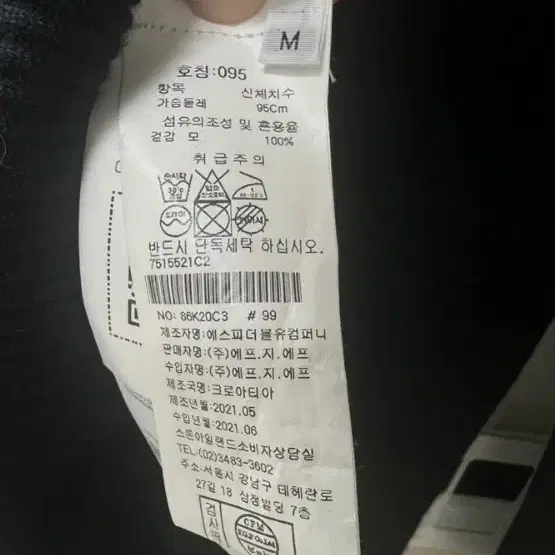 M
호칭:095
항목 신체치수
가슴둘레 95Cm
섬유의조성 및 혼용율
겉감 모 100%
취급주의
반드시 단독세탁 하십시오.
7515521C2
NO: 86K20C3 # 99
제조자명:에스피더블유컴퍼니
판매자명:(주)에프.지.에프
수입자명:(주)에프.지.에프
제조국명:크로아티아
제조년월:2021.05
수입년월:2021.06
스톤아일랜드소비자상담실
TEL:(02)3483-3602
주소:서울시 강남구 테헤란로
27길 18 삼정빌딩 7층
검사